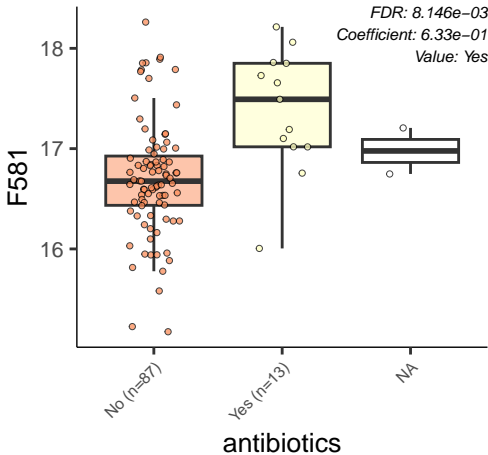 FDR: 8.146e−03
Coefficient: 6.33e−01
Value: Yes
18
17
16
F581
No (n=87)
Yes (n=13)
NA
antibiotics